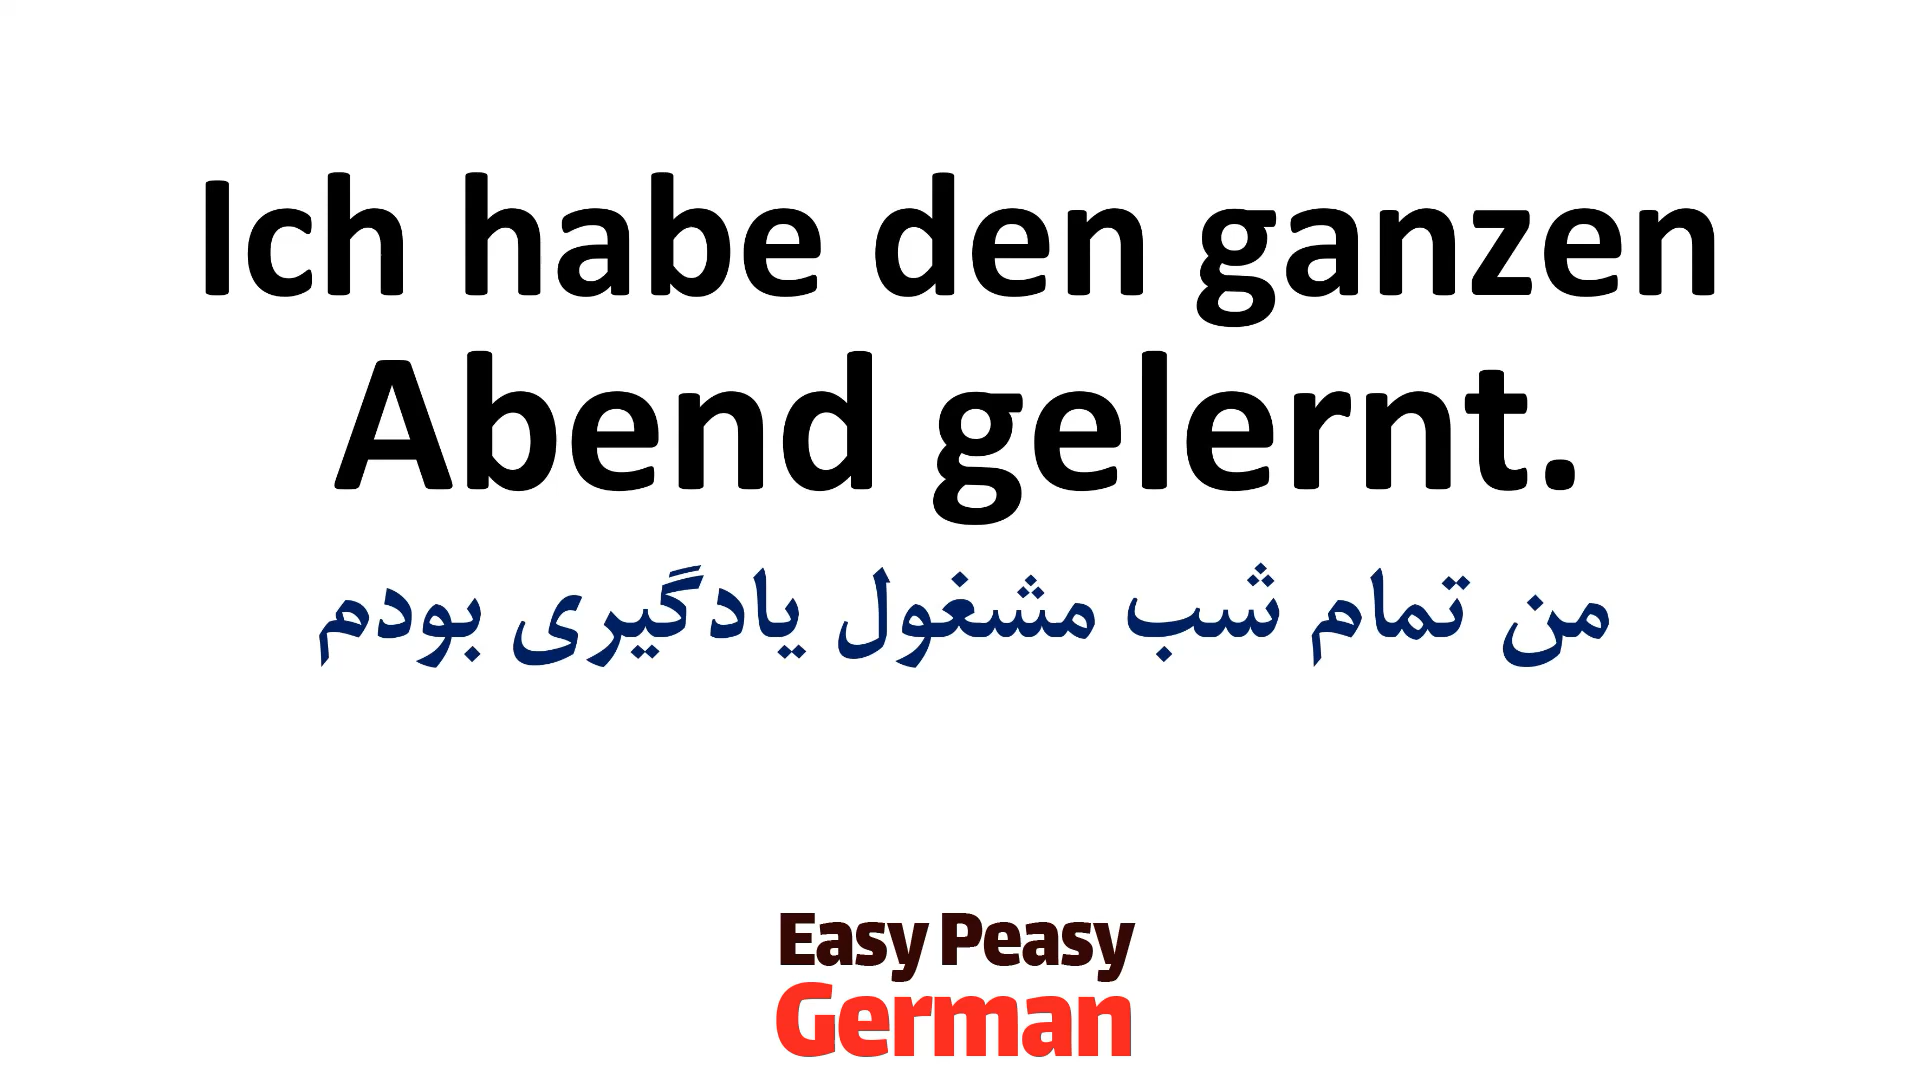 Ich habe den ganzen
Abend gelernt.
من تمام شب مشغول یادگیری بودم
Easy Peasy
German